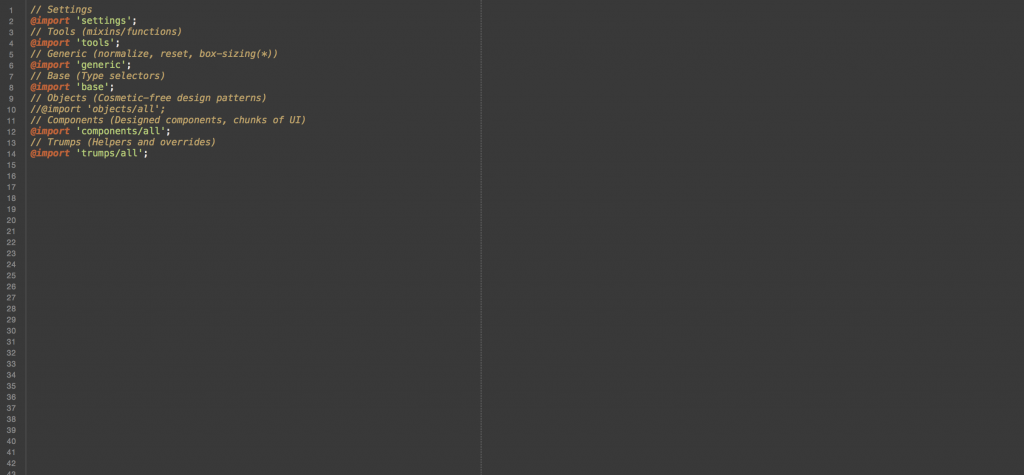 1 // Settings
2 @import 'settings';
3 // Tools (mixins/functions)
4 @import 'tools';
5 // Generic (normalize, reset, box-sizing(*))
6 @import 'generic';
7 // Base (Type selectors)
8 @import 'base';
9 // Objects (Cosmetic-free design patterns)
10 //@import 'objects/all';
11 // Components (Designed components, chunks of UI)
12 @import 'components/all';
13 // Trumps (Helpers and overrides)
14 @import 'trumps/all';
15
16
17
18
19
20
21
22
23
24
25
26
27
28
29
30
31
32
33
34
35
36
37
38
39
40
41
42
43